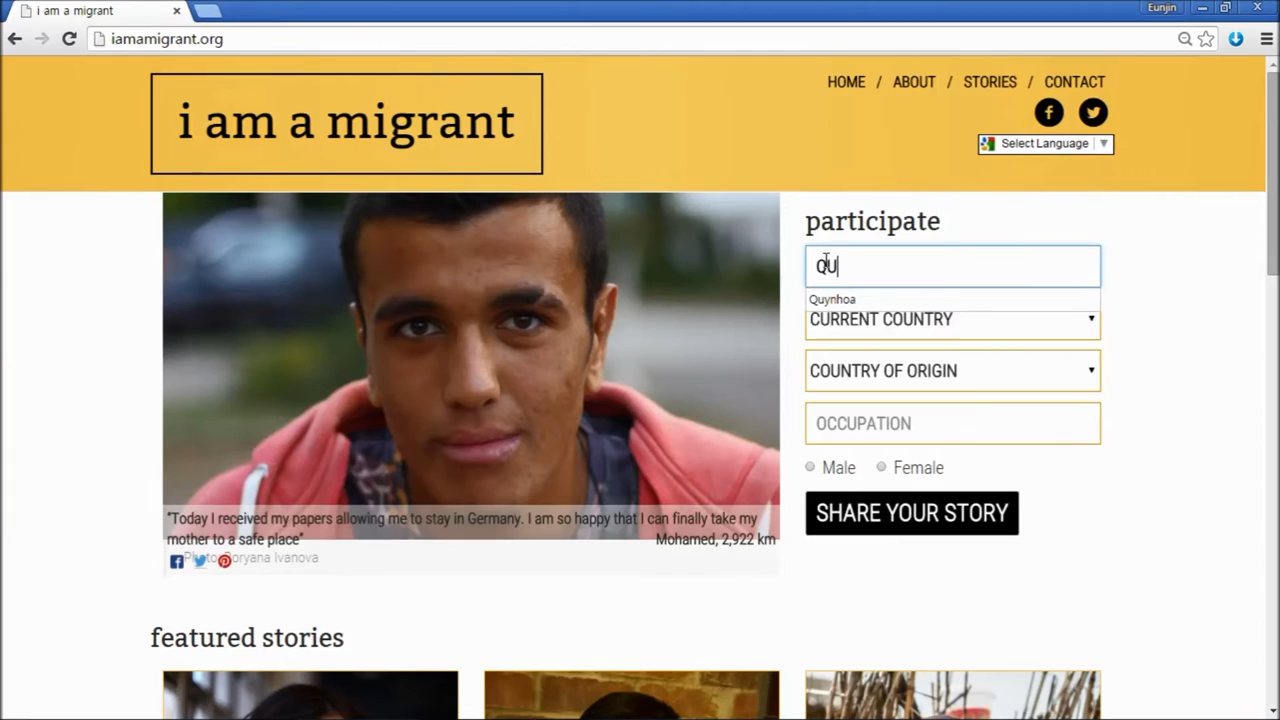 i am a migrant
Eunjin
iamamigrant.org
i am a migrant
HOME / ABOUT / STORIES / CONTACT
Select Language
participate
QU
Quynhoa
CURRENT COUNTRY
COUNTRY OF ORIGIN
OCCUPATION
Male Female
SHARE YOUR STORY
"Today I received my papers allowing me to stay in Germany. I am so happy that I can finally take my
mother to a safe place"
Mohamed, 2,922 km
Photo: Boryana Ivanova
featured stories